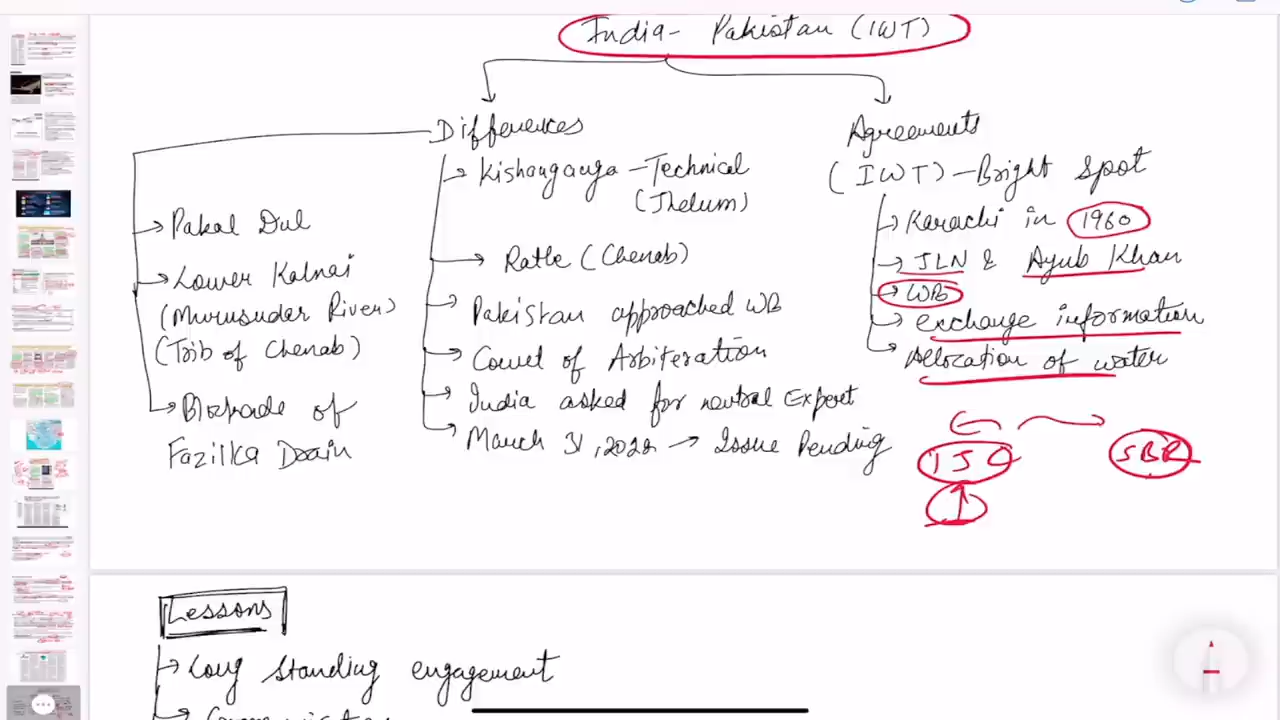 India - Pakistan (IWT)
Differences
Kishanganga - Technical
(Jhelum)
Ratle (Chenab)
Pakistan approached WB
Court of Arbiteration
India asked for neutral Expert
March 31, 2022 → Issue Pending
Pakal Dul
Lower Kalnai
(Murusudar River)
(Trib of Chenab)
Blockade of
Fazilka Drain
Agreements
(IWT) - Bright Spot
Karachi in 1960
JLN & Ayub Khan
WB
exchange information
Allocation of water
IJC
SBR
I
Lessons
Long Standing engagement